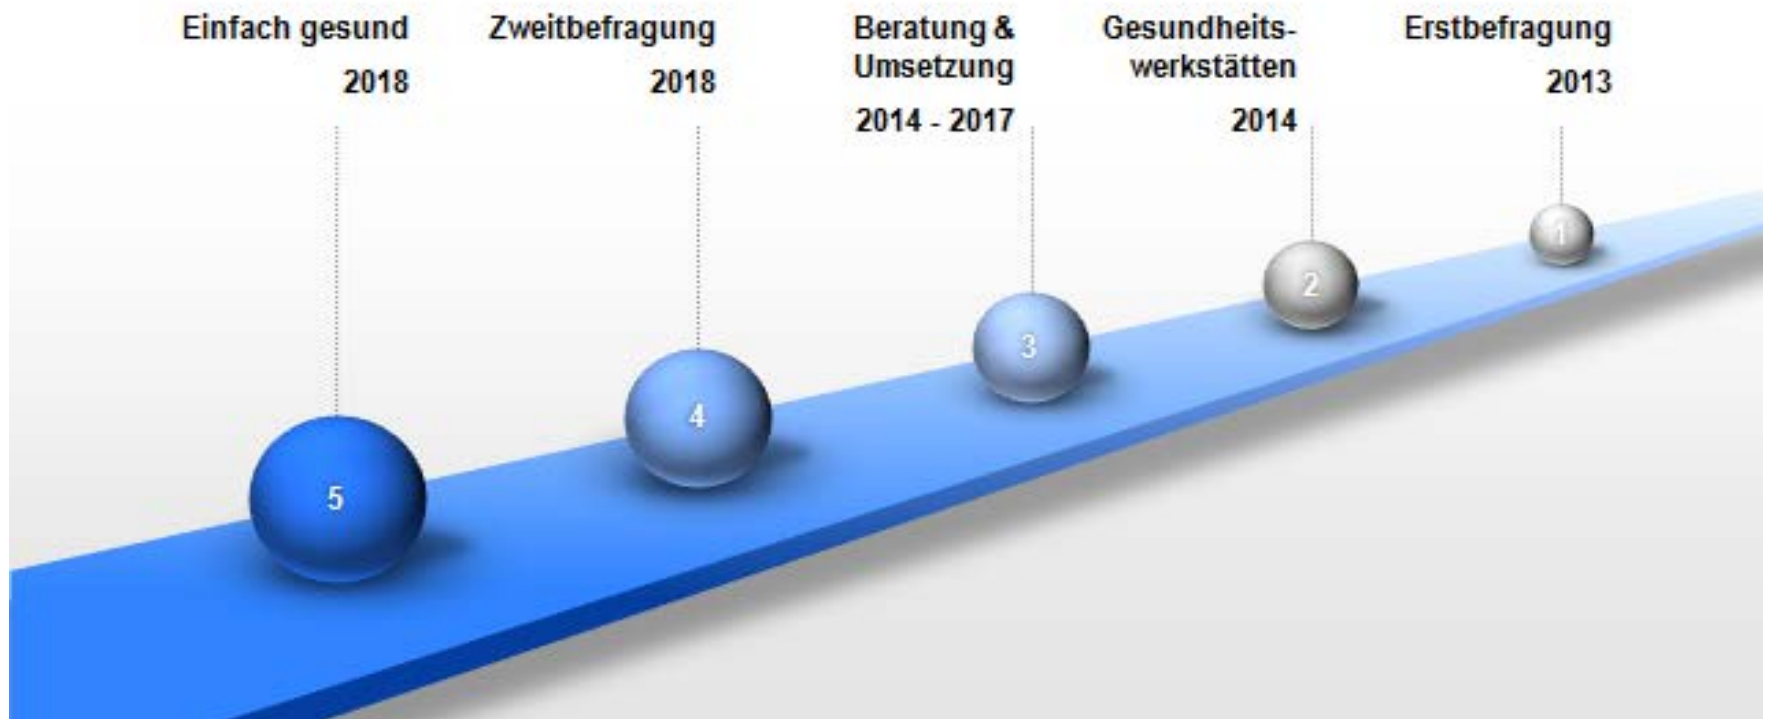 Einfach gesund
2018
Zweitbefragung
2018
Beratung &
Umsetzung
2014 - 2017
Gesundheits-
werkstätten
2014
Erstbefragung
2013
5
4
3
2
1